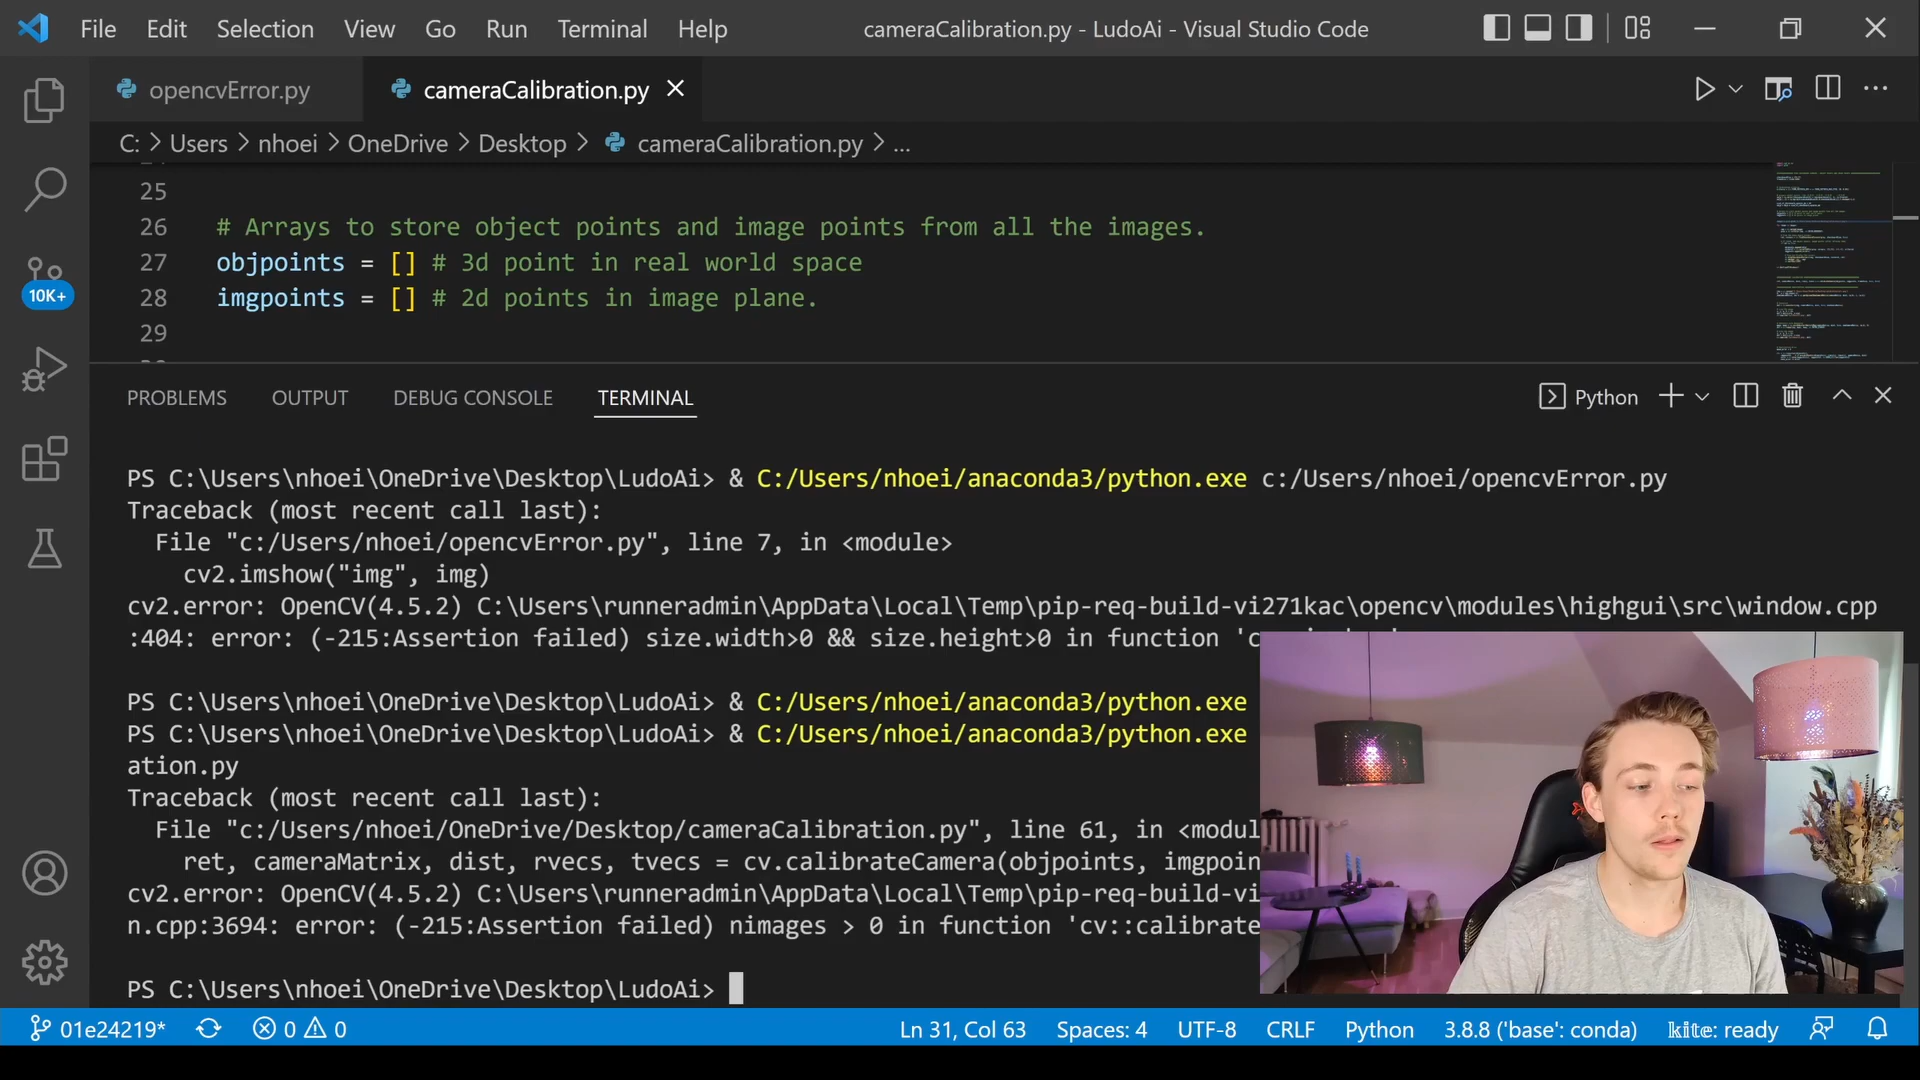 File Edit Selection View Go Run Terminal Help cameraCalibration.py - LudoAi - Visual Studio Code
opencvError.py cameraCalibration.py
C: > Users > nhoei > OneDrive > Desktop > cameraCalibration.py > ...
25
26 # Arrays to store object points and image points from all the images.
27 objpoints = [] # 3d point in real world space
28 imgpoints = [] # 2d points in image plane.
29
10K+
PROBLEMS OUTPUT DEBUG CONSOLE TERMINAL Python
PS C:\Users\nhoei\OneDrive\Desktop\LudoAi> & C:/Users/nhoei/anaconda3/python.exe c:/Users/nhoei/opencvError.py
Traceback (most recent call last):
File "c:/Users/nhoei/opencvError.py", line 7, in <module>
cv2.imshow("img", img)
cv2.error: OpenCV(4.5.2) C:\Users\runneradmin\AppData\Local\Temp\pip-req-build-vi271kac\opencv\modules\highgui\src\window.cpp
:404: error: (-215:Assertion failed) size.width>0 && size.height>0 in function
PS C:\Users\nhoei\OneDrive\Desktop\LudoAi> & C:/Users/nhoei/anaconda3/python.exe
PS C:\Users\nhoei\OneDrive\Desktop\LudoAi> & C:/Users/nhoei/anaconda3/python.exe
ation.py
Traceback (most recent call last):
File "c:/Users/nhoei/OneDrive/Desktop/cameraCalibration.py", line 61, in <modul
ret, cameraMatrix, dist, rvecs, tvecs = cv.calibrateCamera(objpoints, imgpoin
cv2.error: OpenCV(4.5.2) C:\Users\runneradmin\AppData\Local\Temp\pip-req-build-vi
n.cpp:3694: error: (-215:Assertion failed) nimages > 0 in function 'cv::calibrate
PS C:\Users\nhoei\OneDrive\Desktop\LudoAi>
01e24219* 0 0 Ln 31, Col 63 Spaces: 4 UTF-8 CRLF Python 3.8.8 ('base': conda) kite: ready